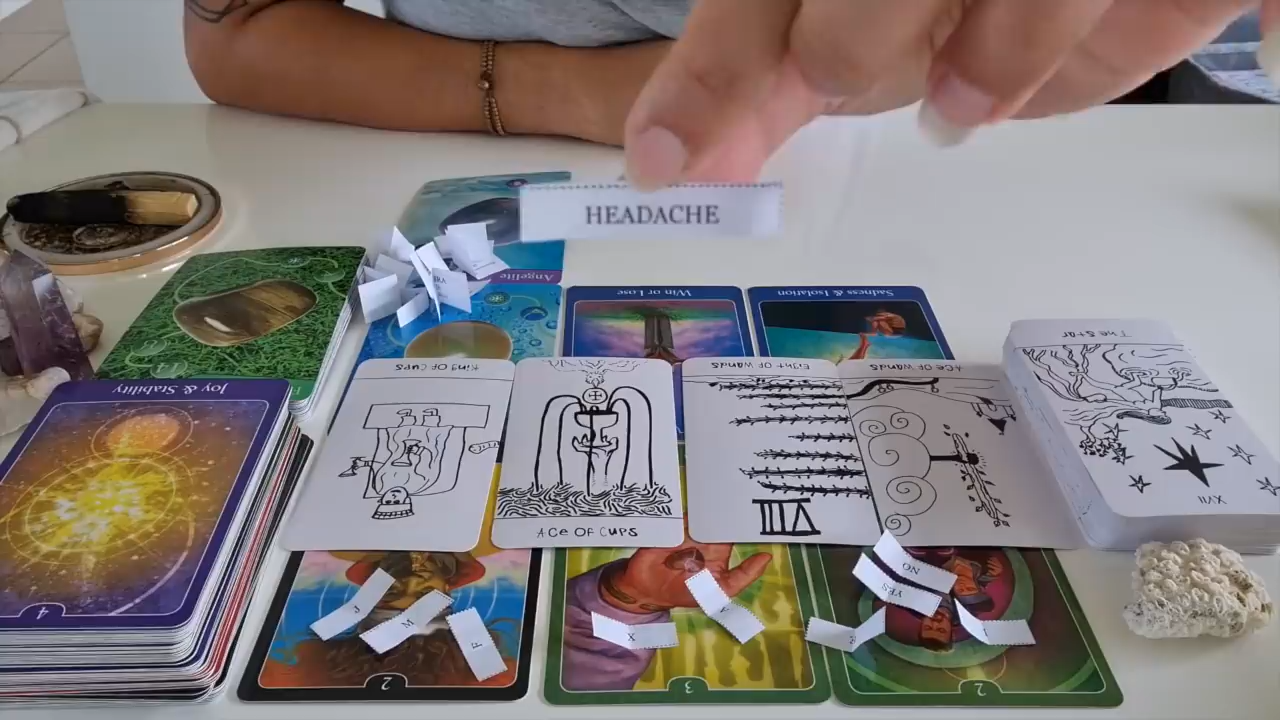 HEADACHE
Angelite
Win or Lose
Sadness & Isolation
Joy & Stability
King of CUPS
EIGHT OF WANDS
ACE OF WANDS
THE STAR
VIII
XVII
ACe OF CUPS
NO
YES
M
F
X
4
2
3
2